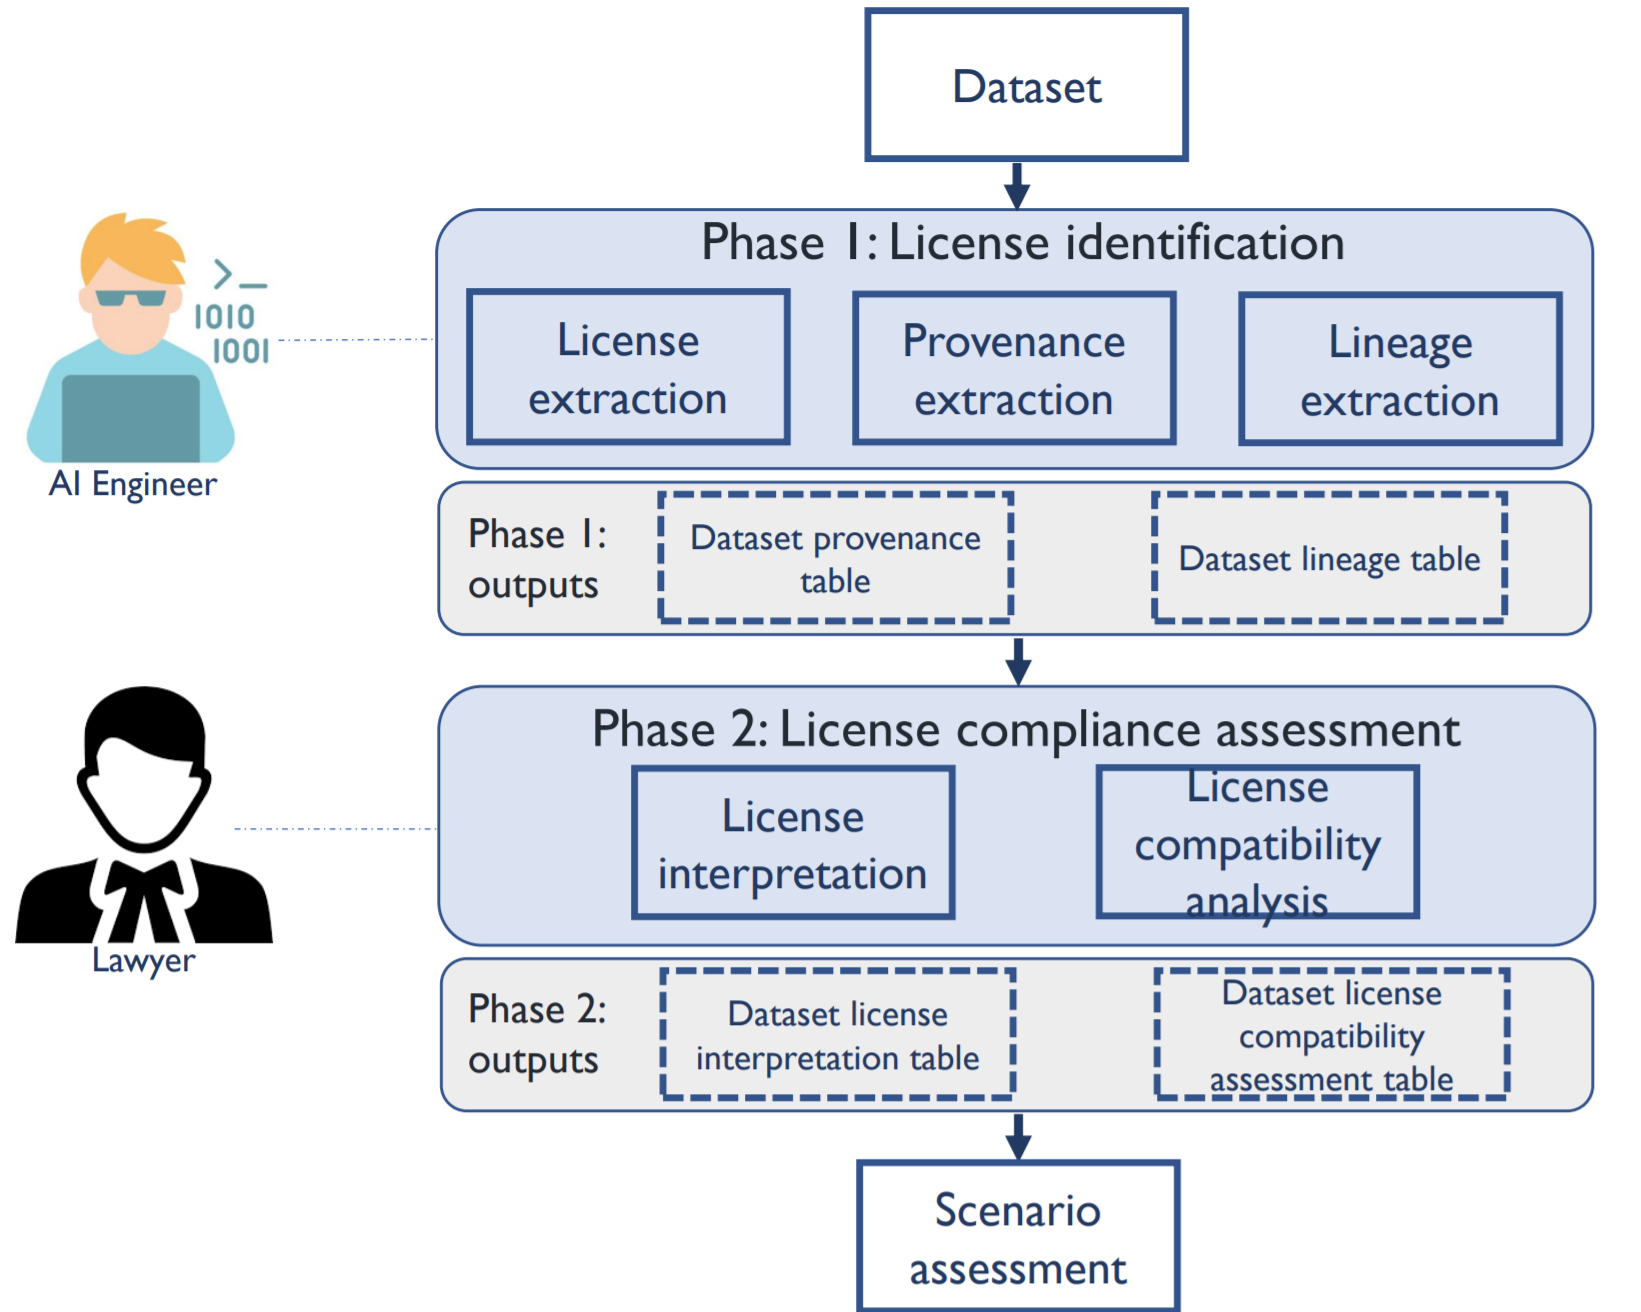 Dataset
Phase 1: License identification
License
extraction
Provenance
extraction
Lineage
extraction
>_
1010
1001
AI Engineer
Phase 1:
outputs
Dataset provenance
table
Dataset lineage table
Phase 2: License compliance assessment
License
interpretation
License
compatibility
analysis
Lawyer
Phase 2:
outputs
Dataset license
interpretation table
Dataset license
compatibility
assessment table
Scenario
assessment